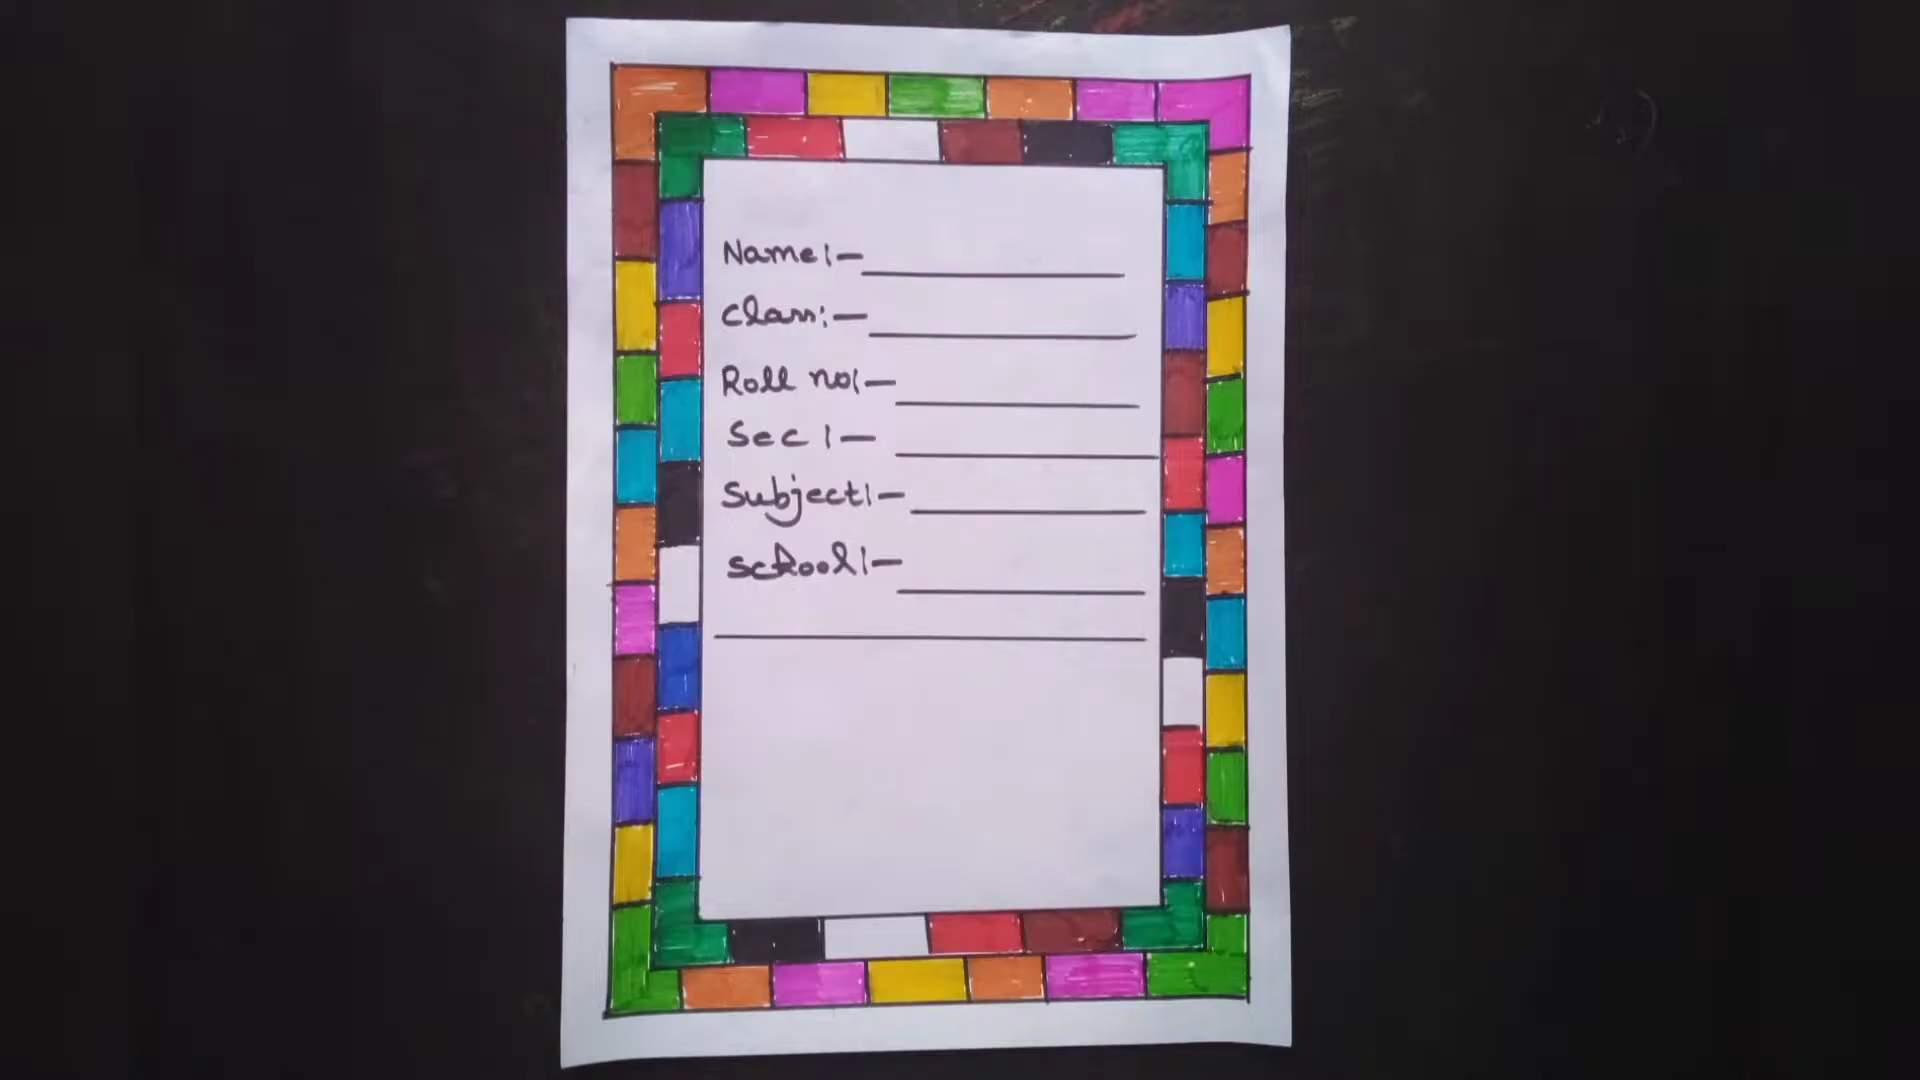 Name:-
Class:-
Roll no:-
Sec:-
Subject:-
School:-